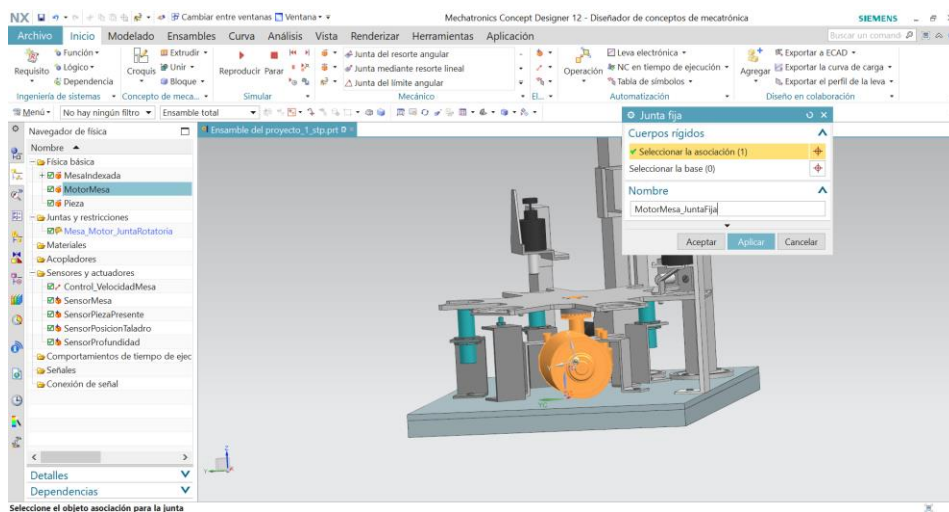 NX Cambiar entre ventanas Ventana Mechatronics Concept Designer 12 - Diseñador de conceptos de mecatrónica SIEMENS
Archivo Inicio Modelado Ensambles Curva Análisis Vista Renderizar Herramientas Aplicación Buscar un comand
Función Extrudir Junta del resorte angular Leva electrónica Exportar a ECAD
Requisito Lógico Croquis Unir Reproducir Parar Junta mediante resorte lineal Operación NC en tiempo de ejecución Agregar Exportar la curva de carga
Dependencia Bloque Junta del límite angular Tabla de símbolos Exportar el perfil de la leva
Ingeniería de sistemas Concepto de meca... Simular Mecánico El... Automatización Diseño en colaboración
Menú No hay ningún filtro Ensamble total
Navegador de física
Ensamble del proyecto_1_stp.prt
Nombre
Física básica
MesaIndexada
MotorMesa
Pieza
Juntas y restricciones
Mesa_Motor_JuntaRotatoria
Materiales
Acopladores
Sensores y actuadores
Control_VelocidadMesa
SensorMesa
SensorPiezaPresente
SensorPosicionTaladro
SensorProfundidad
Comportamientos de tiempo de ejec
Señales
Conexión de señal
Detalles
Dependencias
Junta fija
Cuerpos rígidos
Seleccionar la asociación (1)
Seleccionar la base (0)
Nombre
MotorMesa_JuntaFija
Aceptar Aplicar Cancelar
YC
Z
Y
Seleccione el objeto asociación para la junta